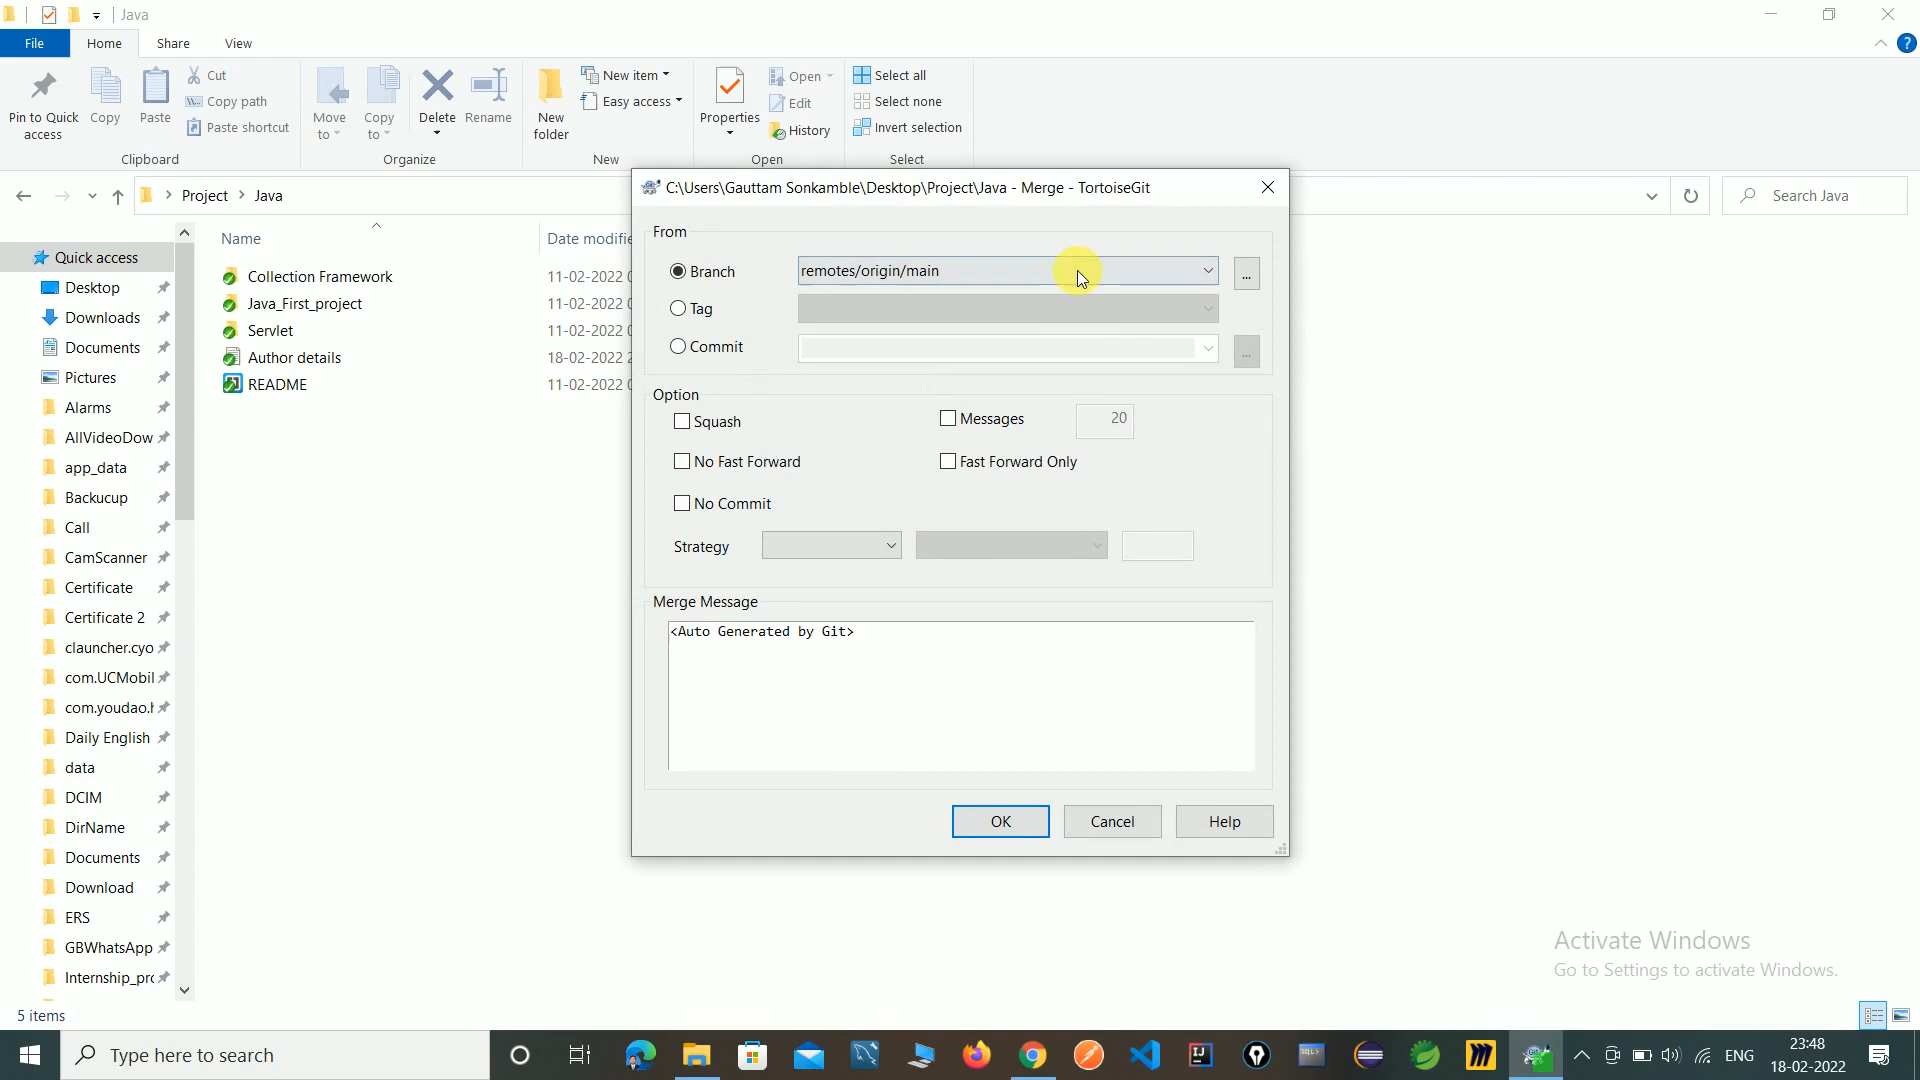 Java
File
Home
Share
View
Pin to Quick access
Copy
Paste
Cut
Copy path
Paste shortcut
Clipboard
Move to
Copy to
Delete
Rename
Organize
New folder
New item
Easy access
New
Properties
Open
Edit
History
Open
Select all
Select none
Invert selection
Select
Project > Java
Search Java
Quick access
Desktop
Downloads
Documents
Pictures
Alarms
AllVideoDow
app_data
Backucup
Call
CamScanner
Certificate
Certificate 2
clauncher.cyo
com.UCMobil
com.youdao.h
Daily English
data
DCIM
DirName
Documents
Download
ERS
GBWhatsApp
Internship_pro
Name
Date modifie
Collection Framework 11-02-2022
Java_First_project 11-02-2022
Servlet 11-02-2022
Author details 18-02-2022 2
README 11-02-2022
C:\Users\Gauttam Sonkamble\Desktop\Project\Java - Merge - TortoiseGit
From
Branch
remotes/origin/main
...
Tag
Commit
...
Option
Squash
Messages
20
No Fast Forward
Fast Forward Only
No Commit
Strategy
Merge Message
<Auto Generated by Git>
OK
Cancel
Help
Activate Windows
Go to Settings to activate Windows.
5 items
Type here to search
ENG
23:48
18-02-2022